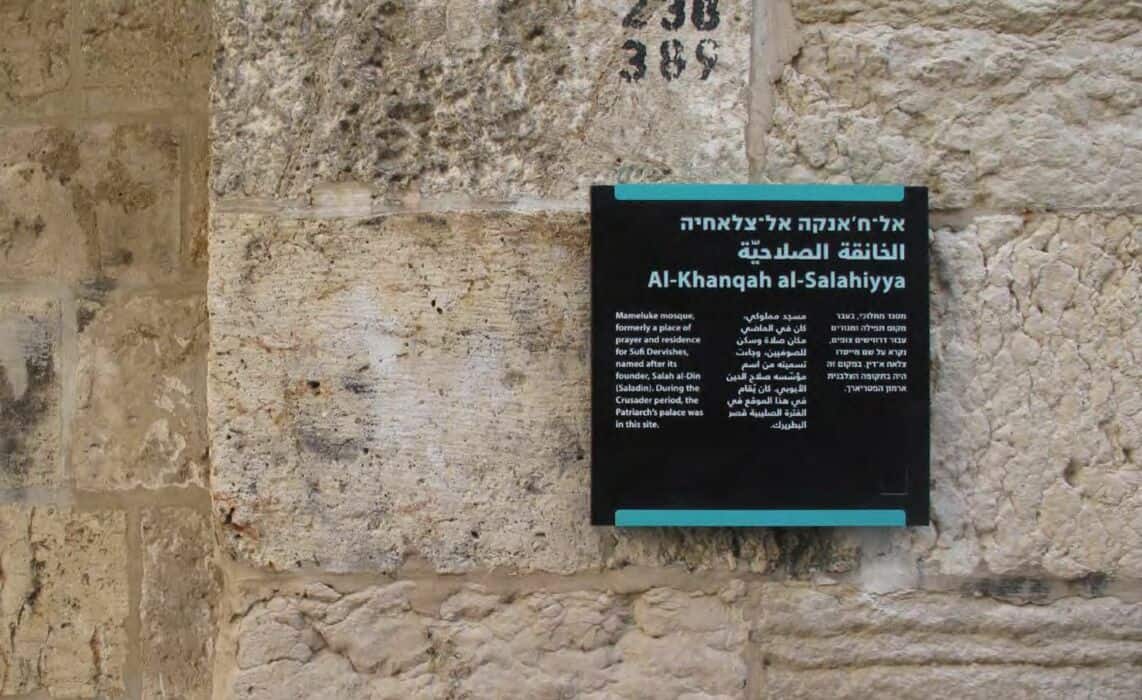 238
389
אל־ח'אנקה אל־צלאחיה
الخانقة الصلاحيّة
Al-Khanqah al-Salahiyya
Mameluke mosque,
formerly a place of
prayer and residence
for Sufi Dervishes,
named after its
founder, Salah al-Din
(Saladin). During the
Crusader period, the
Patriarch's palace was
in this site.
مسجد مملوكي،
كان في الماضي
مكان صلاة وسكن
للصوفيين، وجاءت
تسميته من اسم
مؤسّسه صلاح الدين
الأيوبي. كان يُقام
في هذا الموقع في
الفترة الصليبية قصر
البطريرك.
מסגד ממלוכי, בעבר
מקום תפילה ומגורים
עבור דרווישים צופים,
נקרא על שם מייסדו
צלאח א־דין. במקום זה
היה בתקופה הצלבנית
ארמון הפטריארך.